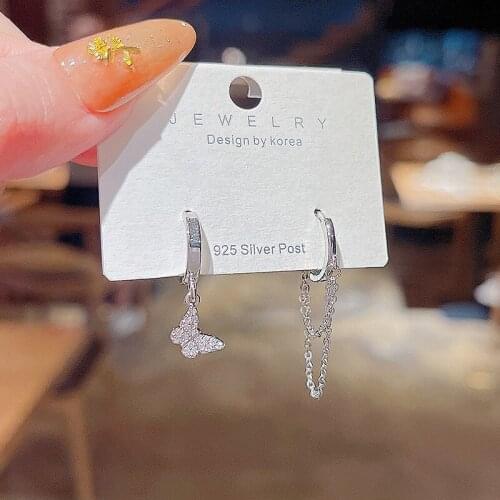 JEWELRY
Design by korea
925 Silver Post